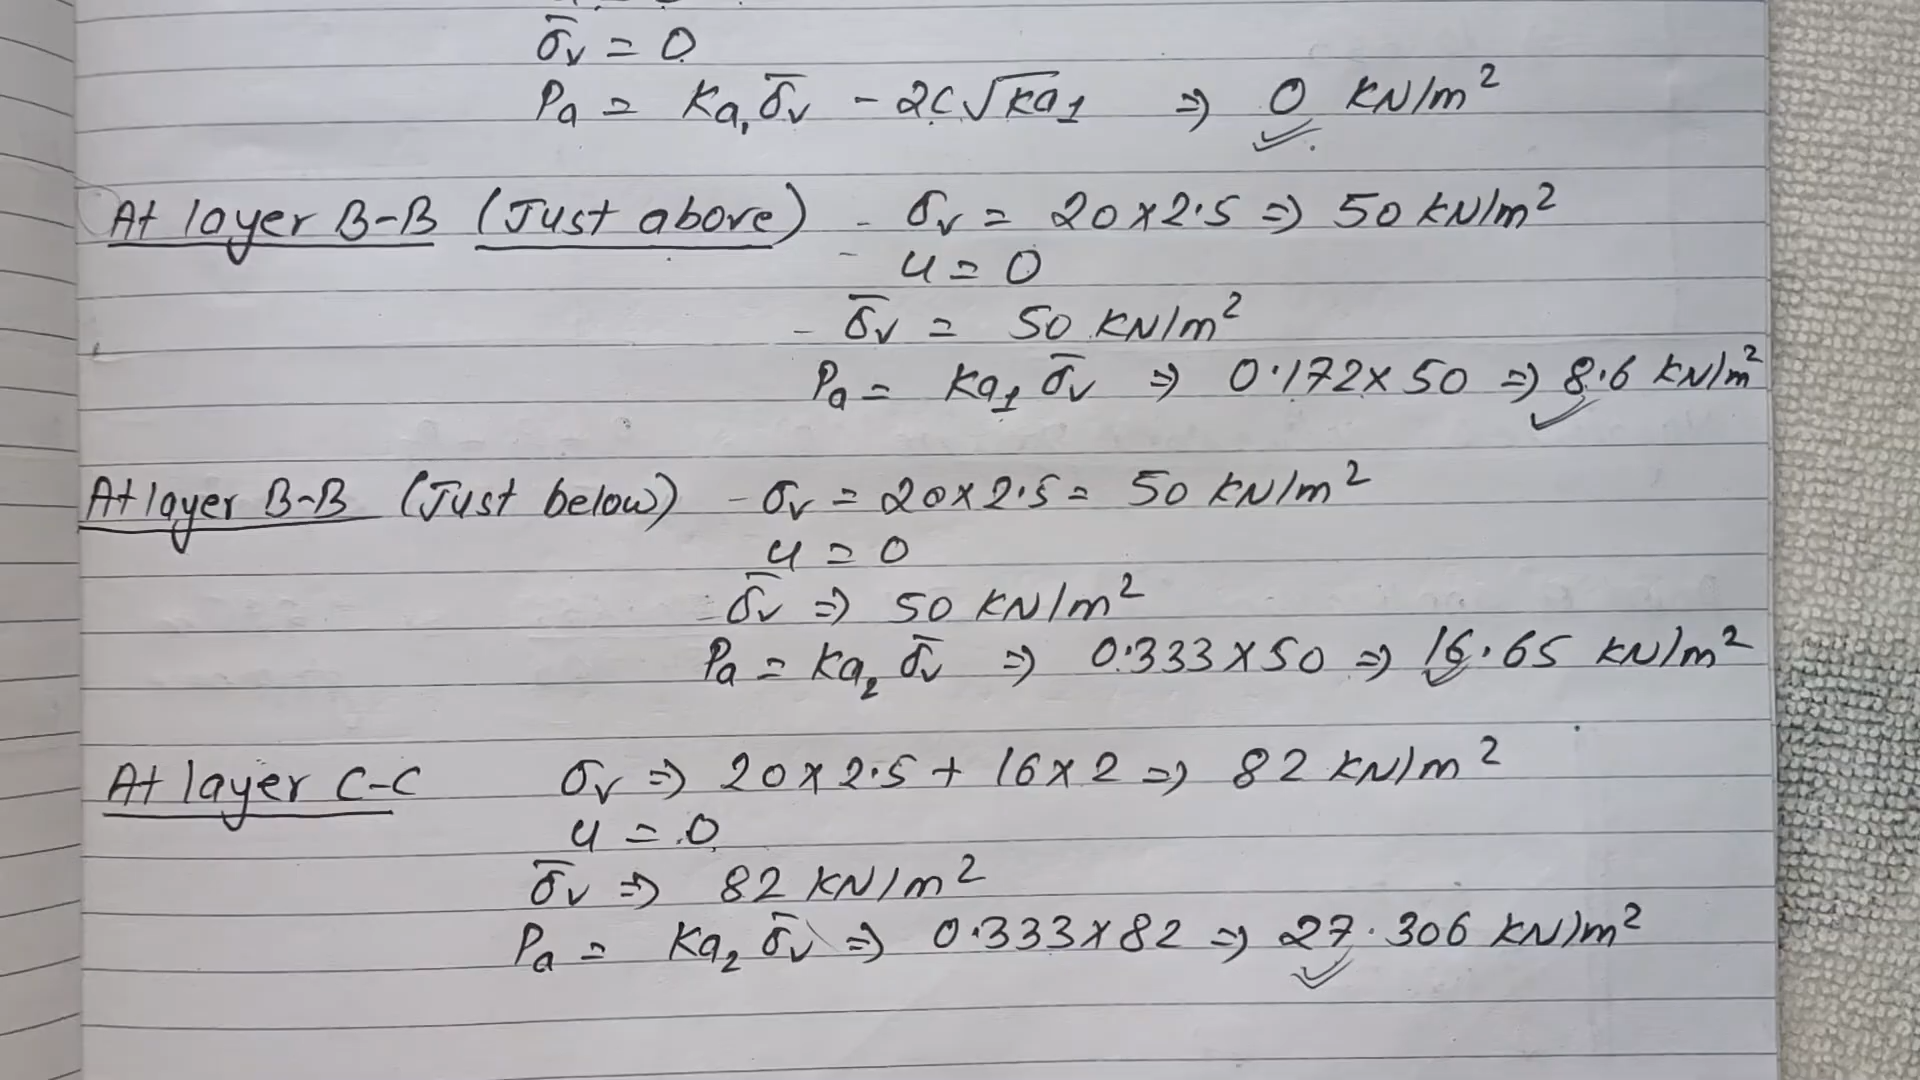 σ̅v = 0
Pa = Ka₁ σ̅v - 2C√Ka₁ ⇒ 0 KN/m²
At layer B-B (Just above) - σv = 20×2.5 ⇒ 50 KN/m²
- u = 0
- σ̅v = 50 KN/m²
Pa = Ka₁ σ̅v ⇒ 0.172×50 ⇒ 8.6 KN/m²
At layer B-B (Just below) - σv = 20×2.5 = 50 KN/m²
u = 0
σ̅v ⇒ 50 KN/m²
Pa = Ka₂ σ̅v ⇒ 0.333×50 ⇒ 16.65 KN/m²
At layer C-C σv ⇒ 20×2.5 + 16×2 ⇒ 82 KN/m²
u = 0
σ̅v ⇒ 82 KN/m²
Pa = Ka₂ σ̅v ⇒ 0.333×82 ⇒ 27.306 KN/m²